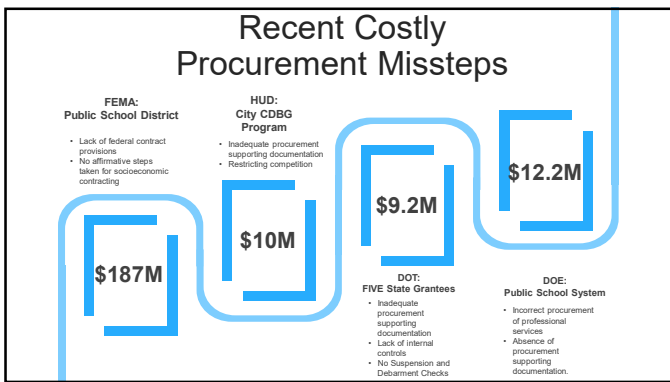 Recent Costly
Procurement Missteps
FEMA:
Public School District
• Lack of federal contract
provisions
• No affirmative steps
taken for socioeconomic
contracting
$187M
HUD:
City CDBG
Program
• Inadequate procurement
supporting documentation
• Restricting competition
$10M
$9.2M
DOT:
FIVE State Grantees
• Inadequate
procurement
supporting
documentation
• Lack of internal
controls
• No Suspension and
Debarment Checks
$12.2M
DOE:
Public School System
• Incorrect procurement
of professional
services
• Absence of
procurement
supporting
documentation.